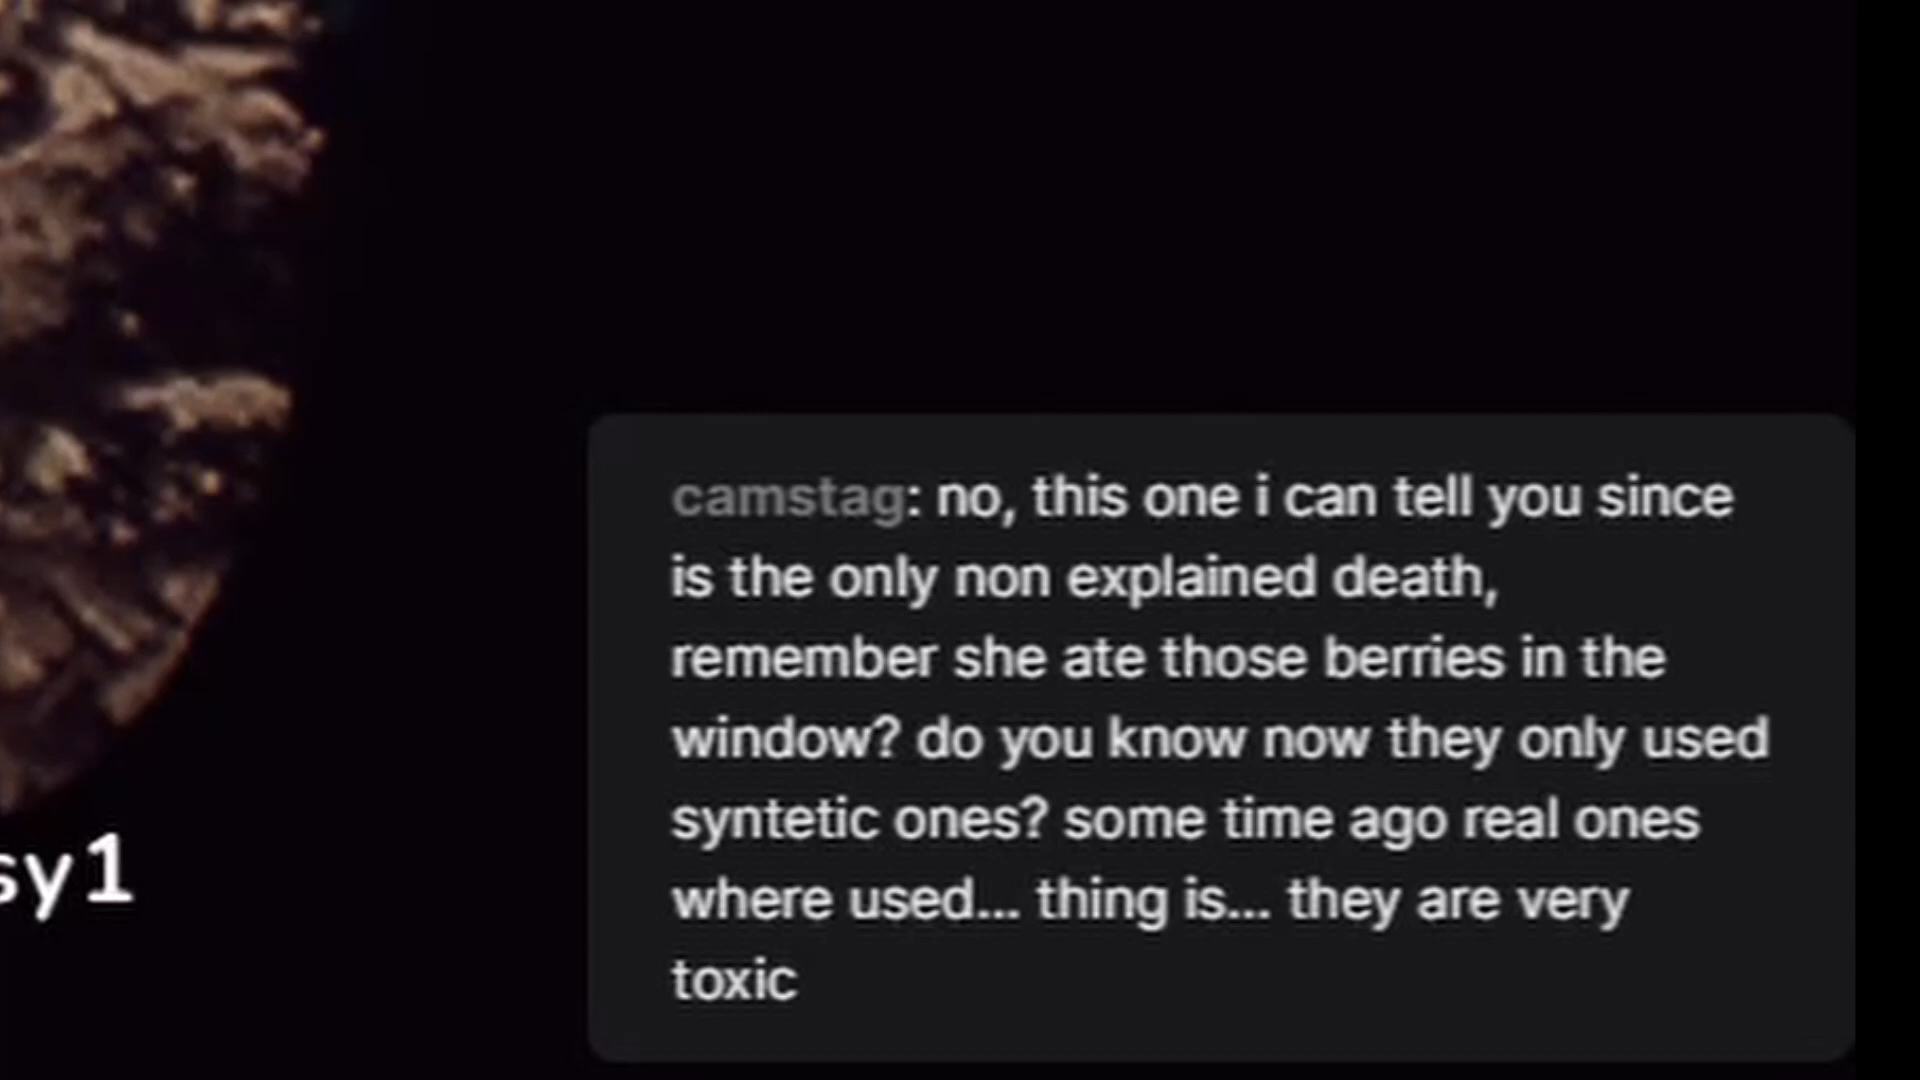 camstag: no, this one i can tell you since
is the only non explained death,
remember she ate those berries in the
window? do you know now they only used
syntetic ones? some time ago real ones
where used... thing is... they are very
toxic
sy1